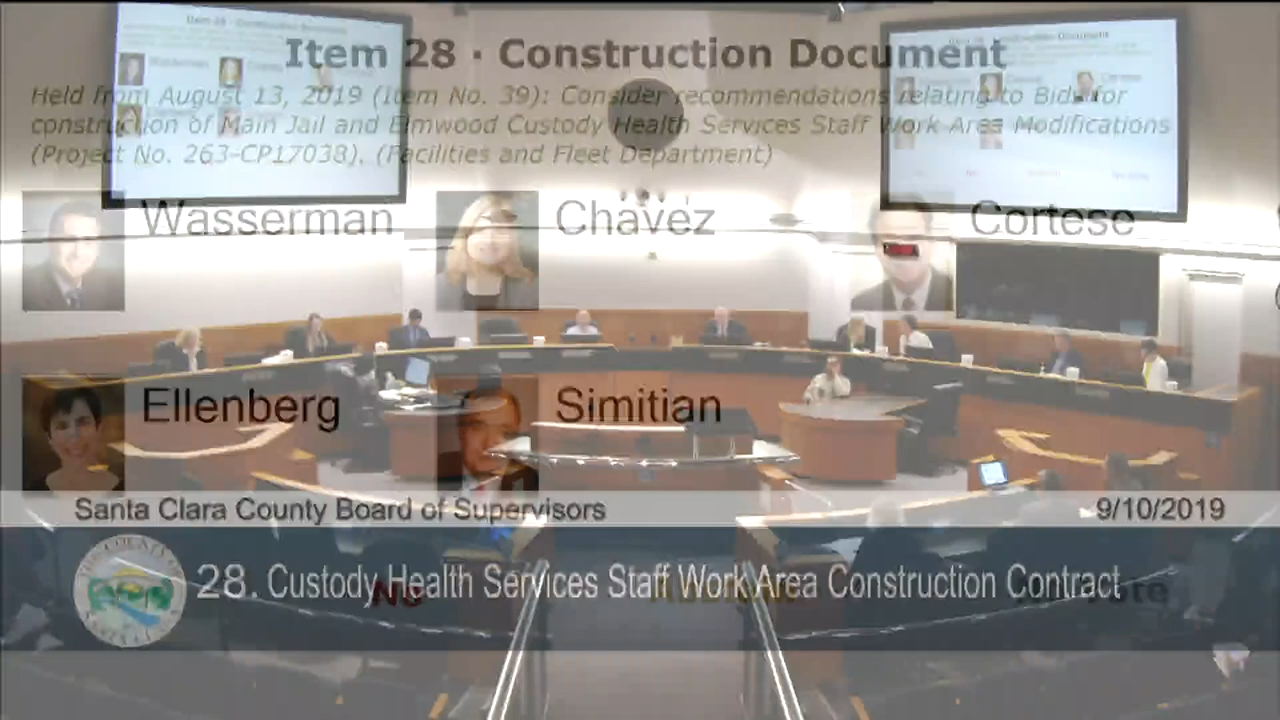 Item 28 · Construction Document
Held from August 13, 2019 (Item No. 39): Consider recommendations relating to Bids for
construction of Main Jail and Elmwood Custody Health Services Staff Work Area Modifications
(Project No. 263-CP17038). (Facilities and Fleet Department)
Wasserman Chavez Cortese
Ellenberg Simitian
Santa Clara County Board of Supervisors 9/10/2019
28. Custody Health Services Staff Work Area Construction Contract
No